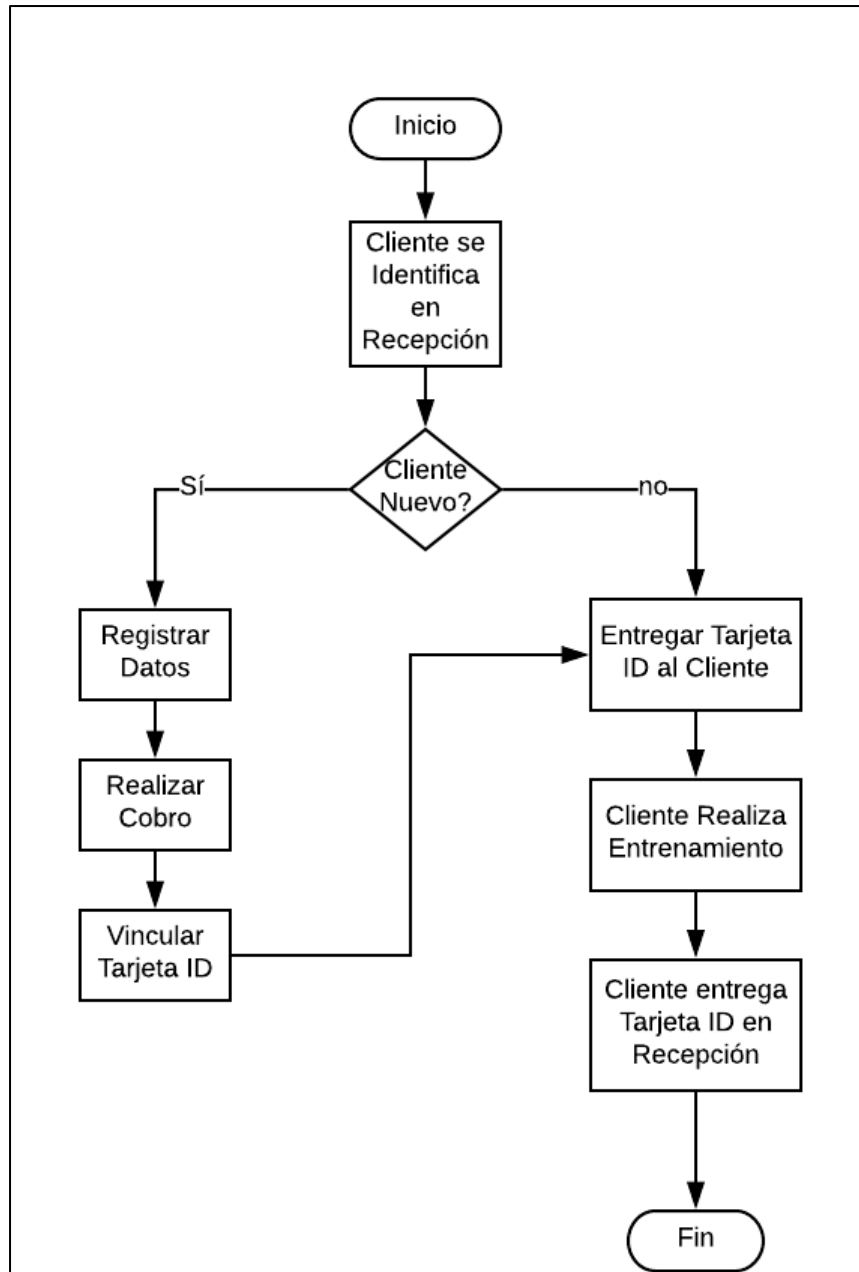 Inicio
Cliente se
Identifica
en
Recepción
Cliente
Nuevo?
Sí
no
Registrar
Datos
Realizar
Cobro
Vincular
Tarjeta ID
Entregar Tarjeta
ID al Cliente
Cliente Realiza
Entrenamiento
Cliente entrega
Tarjeta ID en
Recepción
Fin